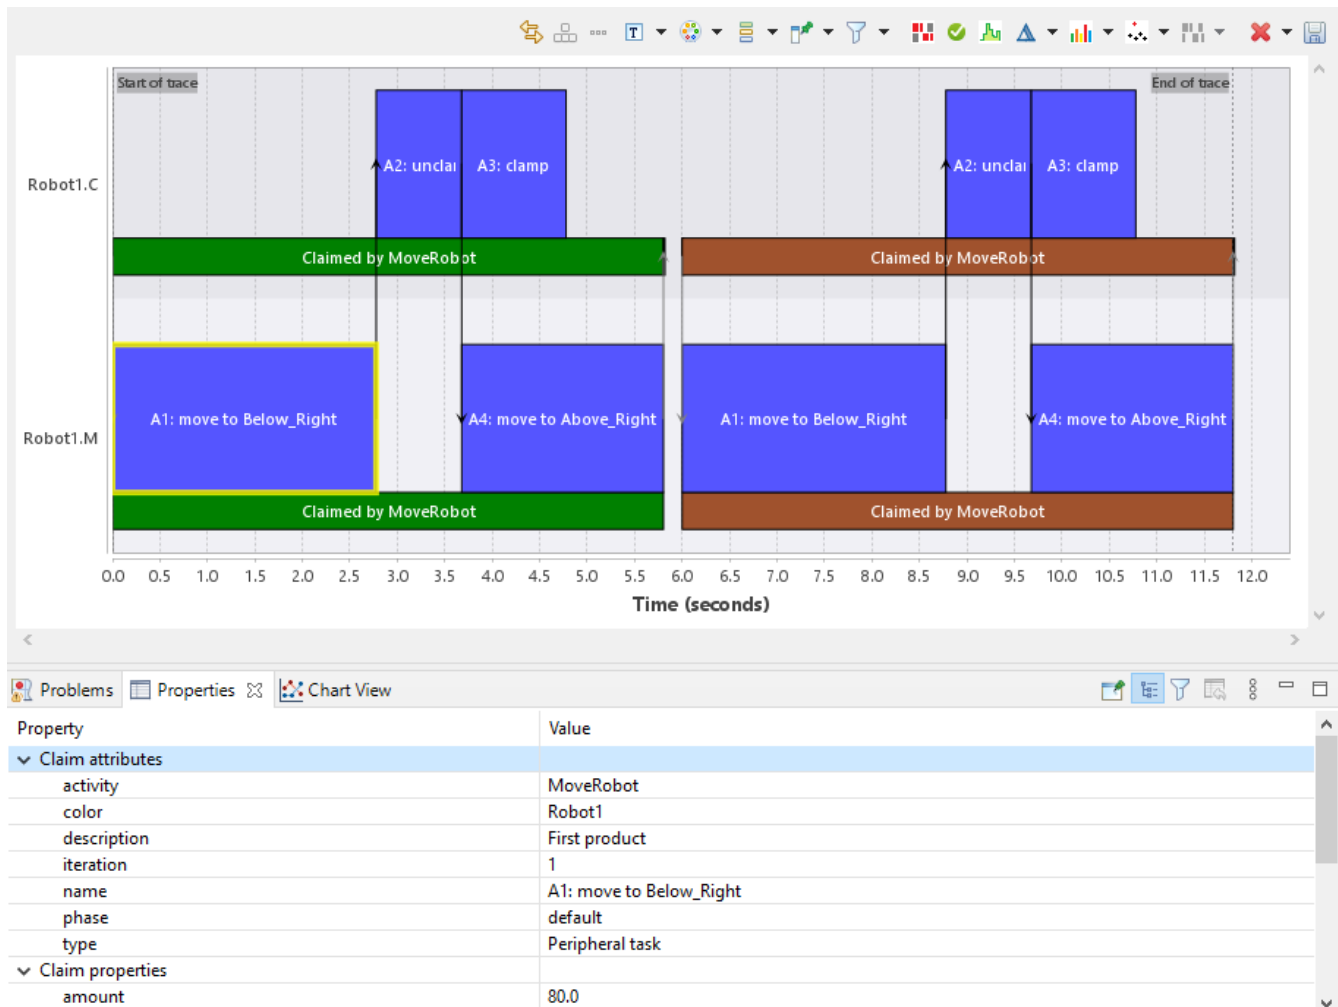 T
Start of trace
End of trace
Robot1.C
A2: unclai
A3: clamp
A2: unclai
A3: clamp
Claimed by MoveRobot
Claimed by MoveRobot
Robot1.M
A1: move to Below_Right
A4: move to Above_Right
A1: move to Below_Right
A4: move to Above_Right
Claimed by MoveRobot
Claimed by MoveRobot
0.0 0.5 1.0 1.5 2.0 2.5 3.0 3.5 4.0 4.5 5.0 5.5 6.0 6.5 7.0 7.5 8.0 8.5 9.0 9.5 10.0 10.5 11.0 11.5 12.0
Time (seconds)
Problems Properties Chart View
Property Value
Claim attributes
activity MoveRobot
color Robot1
description First product
iteration 1
name A1: move to Below_Right
phase default
type Peripheral task
Claim properties
amount 80.0